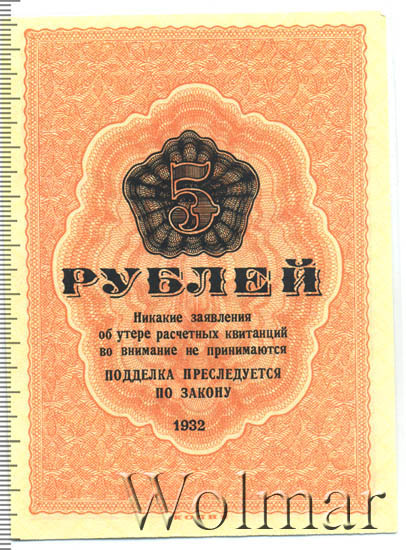 5
РУБЛЕЙ
Никакие заявления
об утере расчетных квитанций
во внимание не принимаются
ПОДДЕЛКА ПРЕСЛЕДУЕТСЯ
ПО ЗАКОНУ
1932
Wolmar